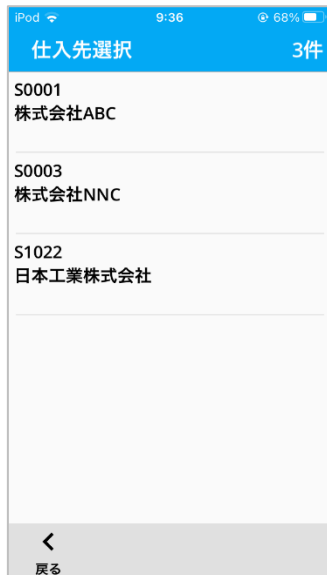 iPod 9:36 68%
仕入先選択 3件
S0001
株式会社ABC
S0003
株式会社NNC
S1022
日本工業株式会社
戻る